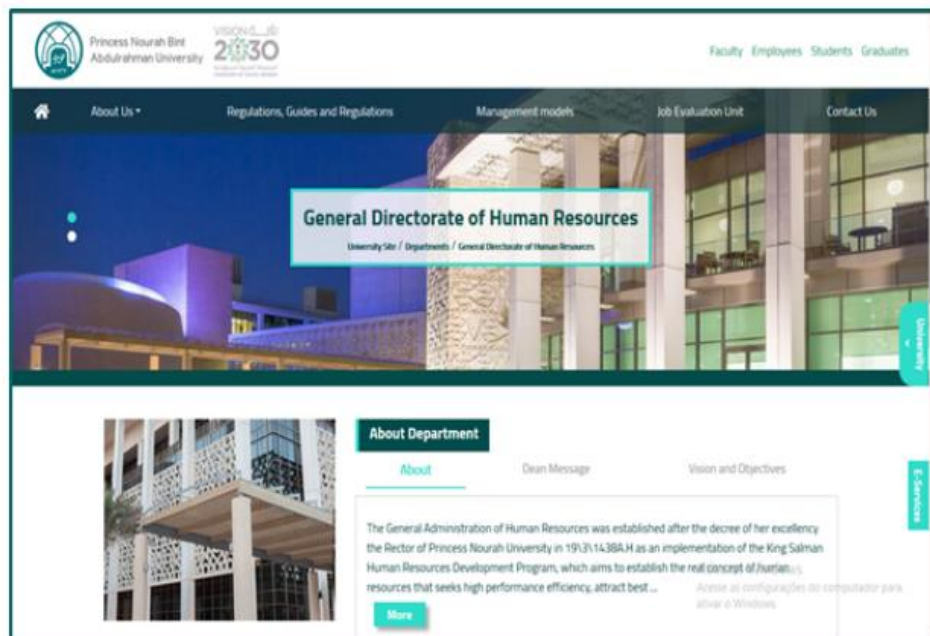 Princess Nourah Bint
Abdulrahman University
VISION رؤية
2030
Faculty Employees Students Graduates
About Us
Regulations, Guides and Regulations
Management models
Job Evaluation Unit
Contact Us
General Directorate of Human Resources
University Site / Departments / General Directorate of Human Resources
University
About Department
About
Dean Message
Vision and Objectives
E-Services
The General Administration of Human Resources was established after the decree of her excellency
the Rector of Princess Nourah University in 19\3\1438A.H as an implementation of the King Salman
Human Resources Development Program, which aims to establish the real concept of human
resources that seeks high performance efficiency, attract best ...
Acesse as configurações do computador para
ativar o Windows.
More